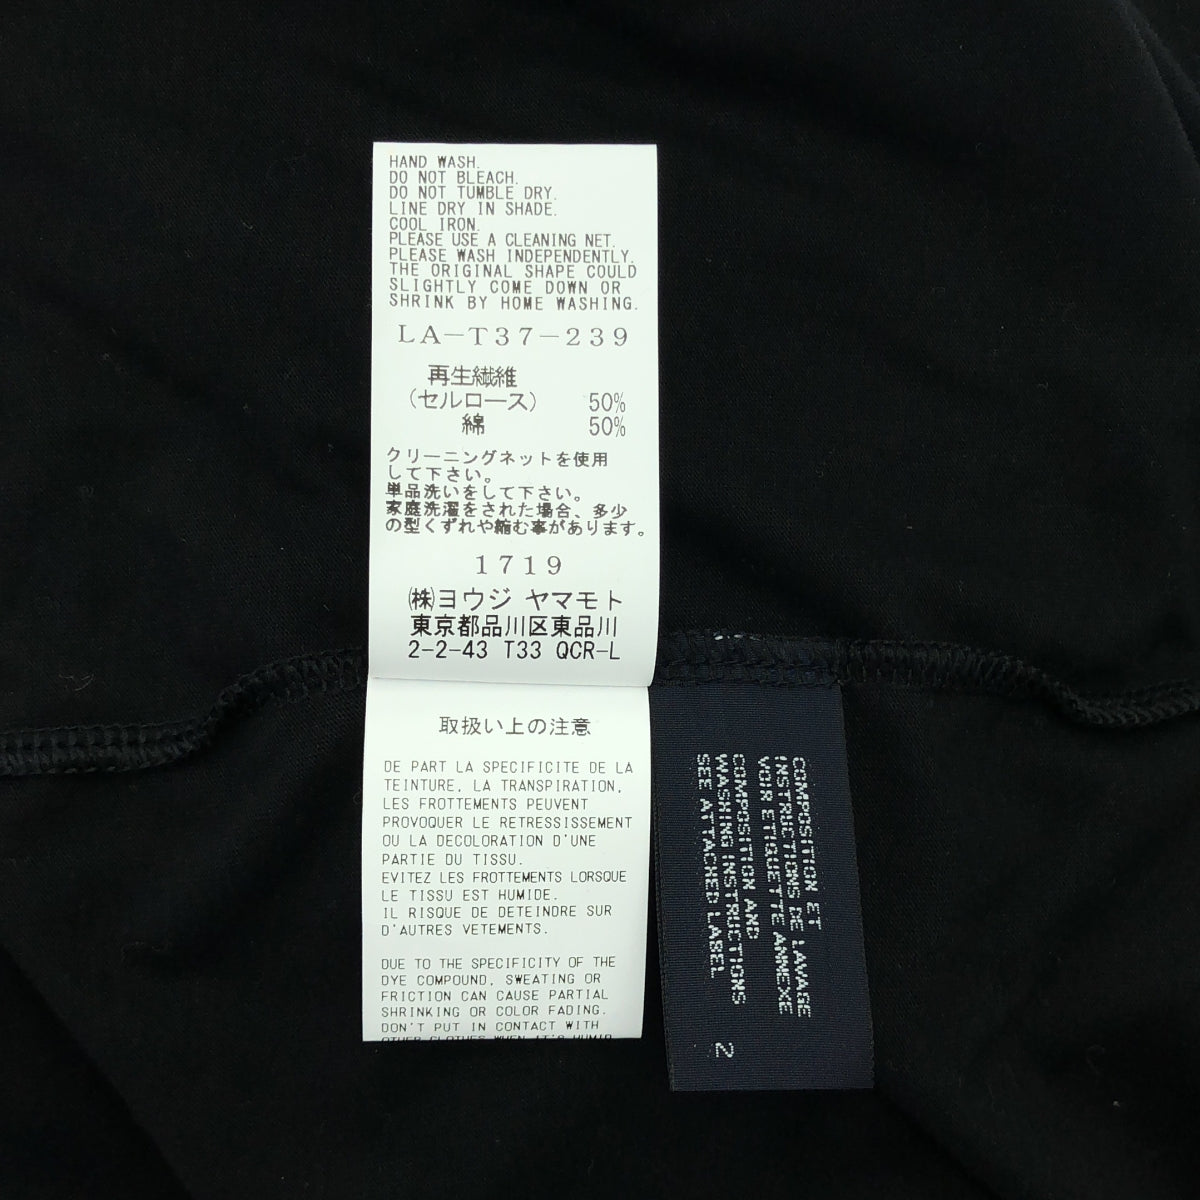 HAND WASH.
DO NOT BLEACH.
DO NOT TUMBLE DRY.
LINE DRY IN SHADE.
COOL IRON.
PLEASE USE A CLEANING NET.
PLEASE WASH INDEPENDENTLY.
THE ORIGINAL SHAPE COULD
SLIGHTLY COME DOWN OR
SHRINK BY HOME WASHING.
LA-T37-239
再生繊維
(セルロース) 50%
綿 50%
クリーニングネットを使用
して下さい。
単品洗いをして下さい。
家庭洗濯をされた場合、多少
の型くずれや縮む事があります。
1719
㈱ヨウジ ヤマモト
東京都品川区東品川
2-2-43 T33 QCR-L
取扱い上の注意
DE PART LA SPECIFICITE DE LA
TEINTURE, LA TRANSPIRATION,
LES FROTTEMENTS PEUVENT
PROVOQUER LE RETRESSISSEMENT
OU LA DECOLORATION D'UNE
PARTIE DU TISSU.
EVITEZ LES FROTTEMENTS LORSQUE
LE TISSU EST HUMIDE.
IL RISQUE DE DETEINDRE SUR
D'AUTRES VETEMENTS.
DUE TO THE SPECIFICITY OF THE
DYE COMPOUND, SWEATING OR
FRICTION CAN CAUSE PARTIAL
SHRINKING OR COLOR FADING.
DON'T PUT IN CONTACT WITH
OTHER CLOTHES WHEN IT'S HUMID
COMPOSITION ET
INSTRUCTIONS DE LAVAGE
VOIR ETIQUETTE ANNEXE
COMPOSITION AND
WASHING INSTRUCTIONS
SEE ATTACHED LABEL
2